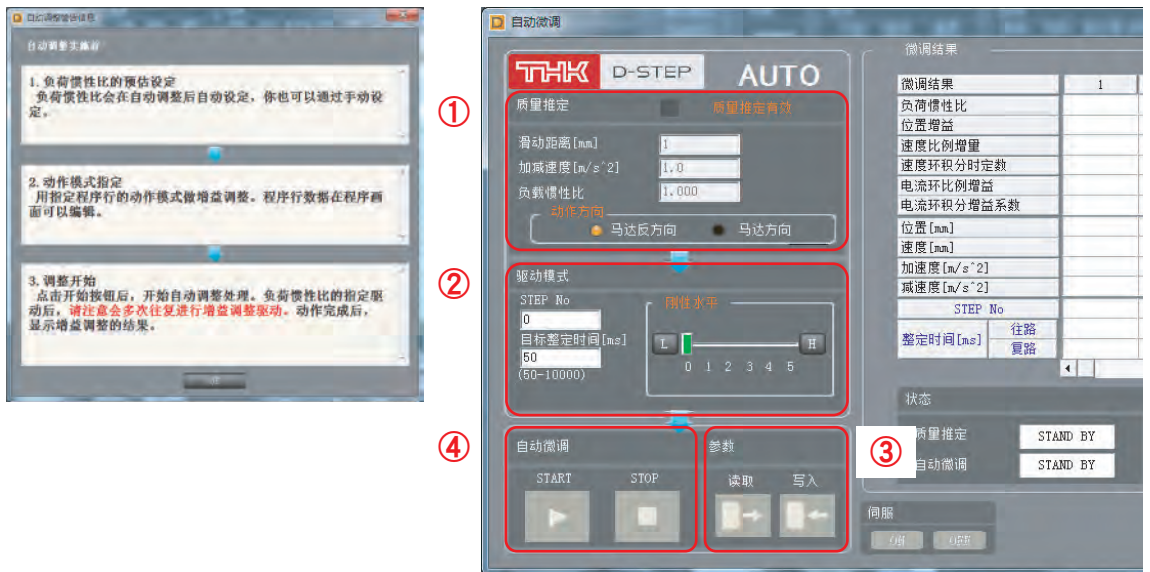 自动调整警告信息
自动调整实施前
1. 负荷惯性比的预估设定
负荷惯性比会在自动调整后自动设定，你也可以通过手动设
定。
2. 动作模式指定
用指定程序行的动作模式做增益调整。程序行数据在程序画
面可以编辑。
3. 调整开始
点击开始按钮后，开始自动调整处理。负荷惯性比的指定驱
动后，请注意会多次往复进行增益调整驱动。动作完成后，
显示增益调整的结果。
OK
自动微调
THK D-STEP AUTO
①
质量推定 质量推定有效
滑动距离[mm] 1
加减速度[m/s^2] 1.0
负载惯性比 1.000
动作方向
马达反方向 马达方向
②
驱动模式
STEP No
0
目标整定时间[ms]
50
(50-10000)
刚性水平
L H
0 1 2 3 4 5
④
自动微调
START STOP
参数
读取 写入
③
微调结果
微调结果 1
负荷惯性比
位置增益
速度比例增量
速度环积分时定数
电流环比例增益
电流环积分增益系数
位置[mm]
速度[mm]
加速度[m/s^2]
减速度[m/s^2]
STEP No
整定时间[ms] 往路
复路
状态
质量推定 STAND BY
自动微调 STAND BY
伺服
ON OFF